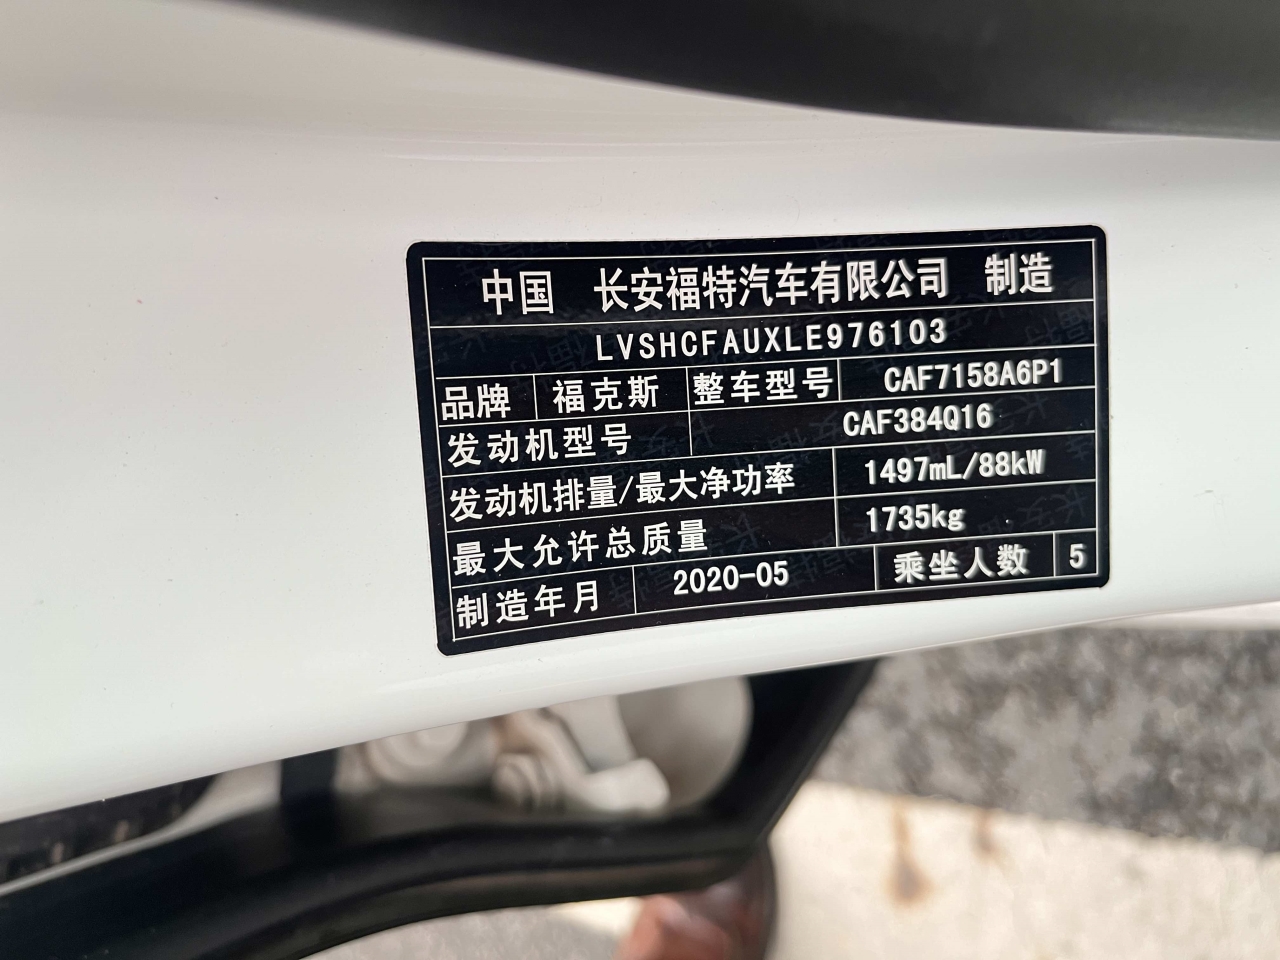 中国 长安福特汽车有限公司 制造
LVSHCFAUXLE976103
品牌 福克斯 整车型号 CAF7158A6P1
发动机型号 CAF384Q16
发动机排量/最大净功率 1497mL/88kW
最大允许总质量 1735kg
制造年月 2020-05 乘坐人数 5